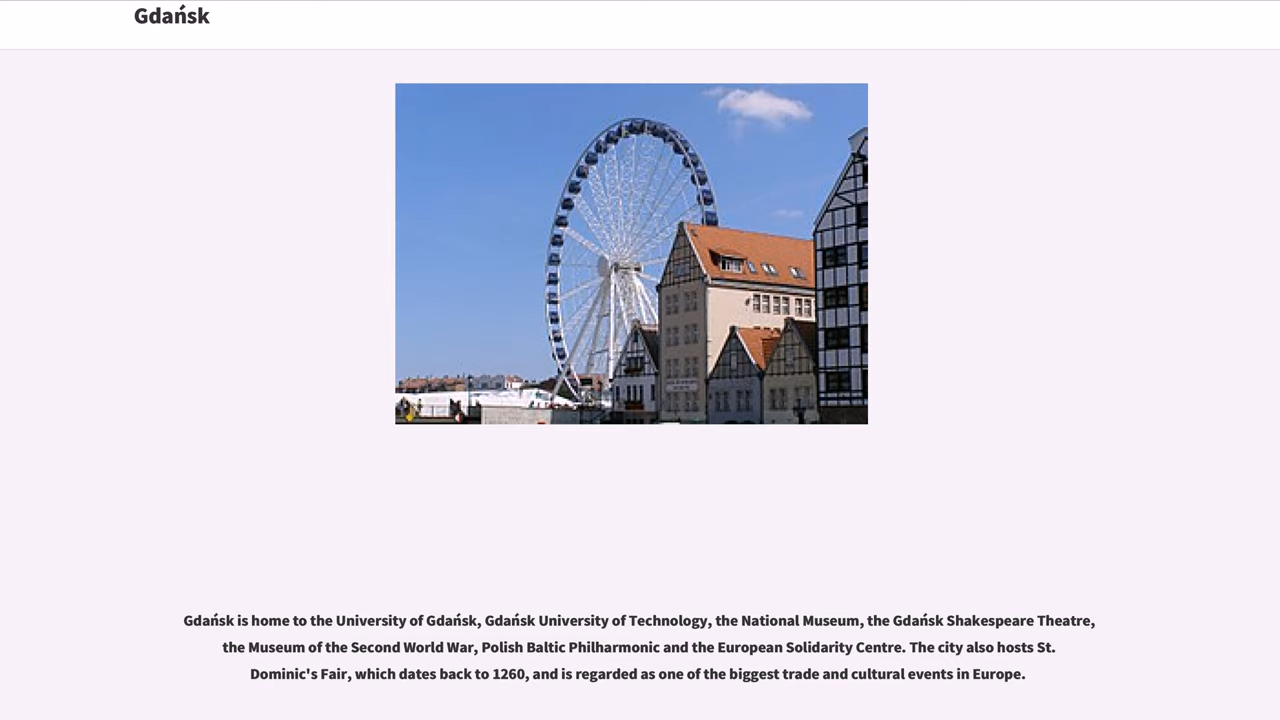 Gdańsk
Gdańsk is home to the University of Gdańsk, Gdańsk University of Technology, the National Museum, the Gdańsk Shakespeare Theatre,
the Museum of the Second World War, Polish Baltic Philharmonic and the European Solidarity Centre. The city also hosts St.
Dominic's Fair, which dates back to 1260, and is regarded as one of the biggest trade and cultural events in Europe.